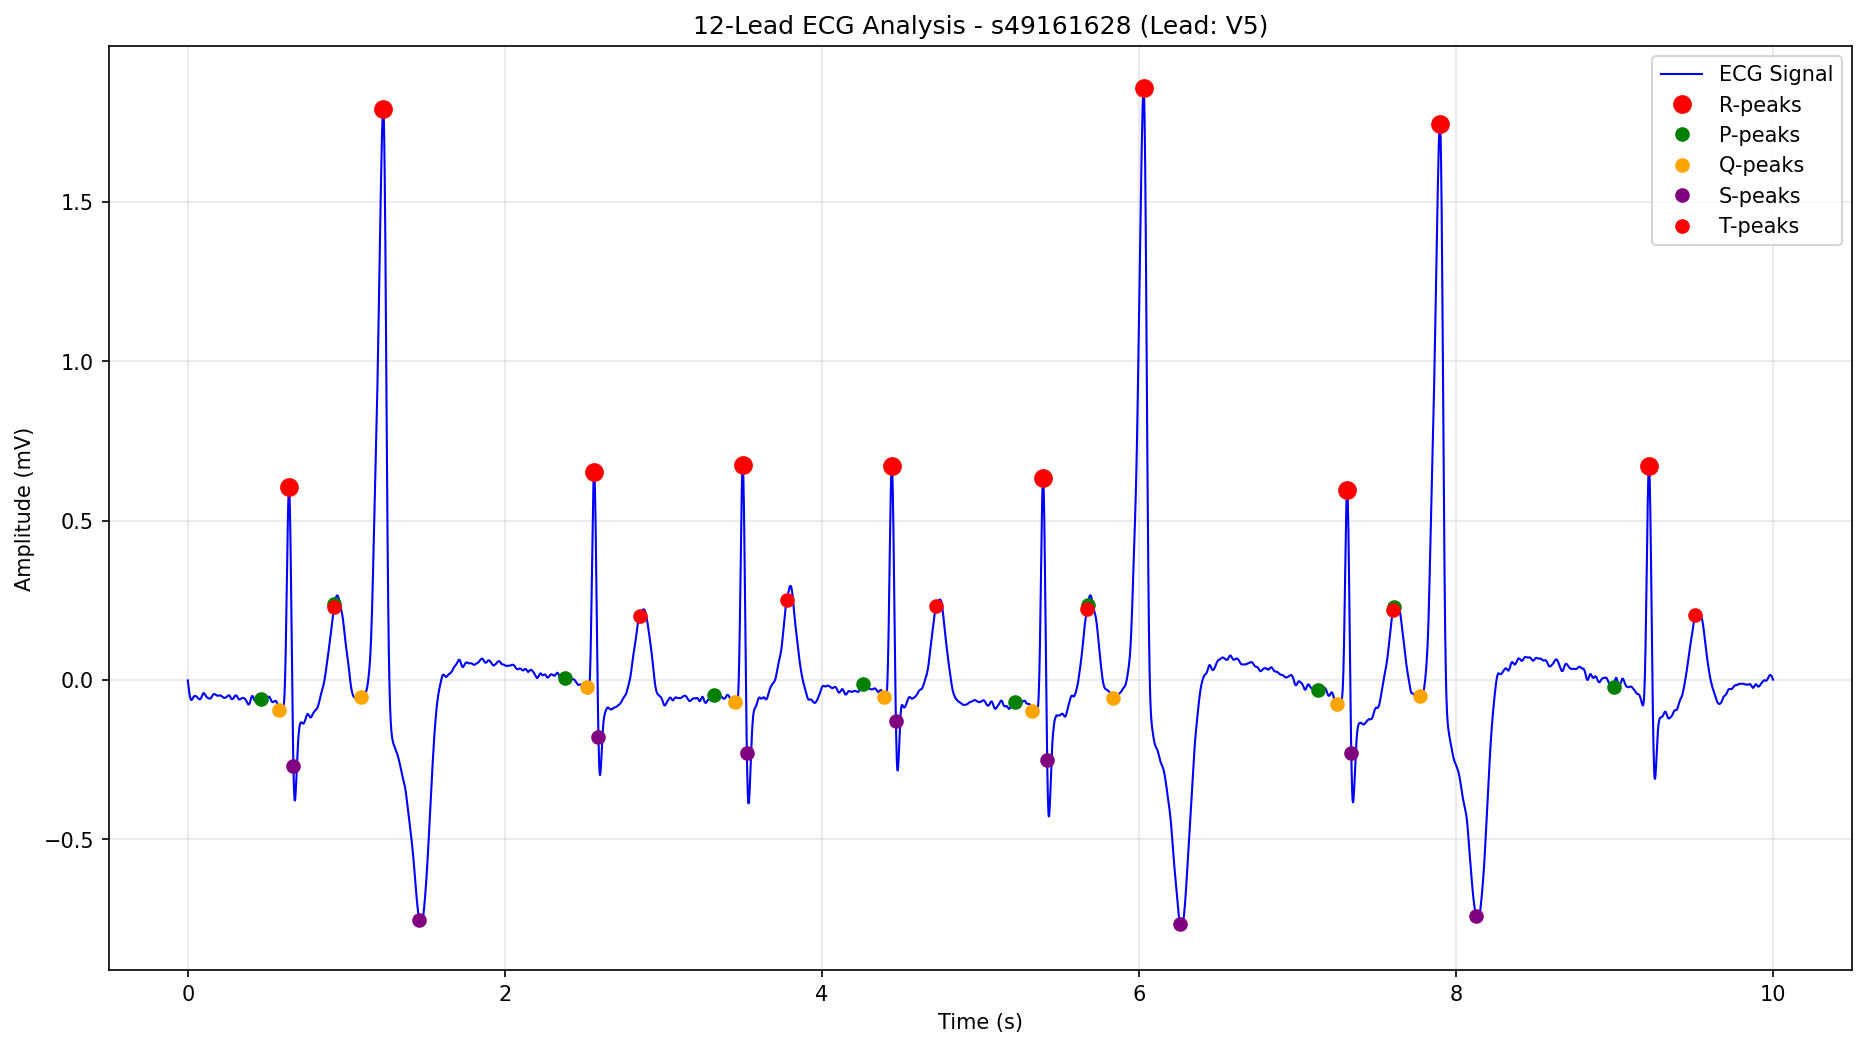 12-Lead ECG Analysis - s49161628 (Lead: V5)
ECG Signal
R-peaks
P-peaks
Q-peaks
S-peaks
T-peaks
Amplitude (mV)
1.5
1.0
0.5
0.0
−0.5
0 2 4 6 8 10
Time (s)